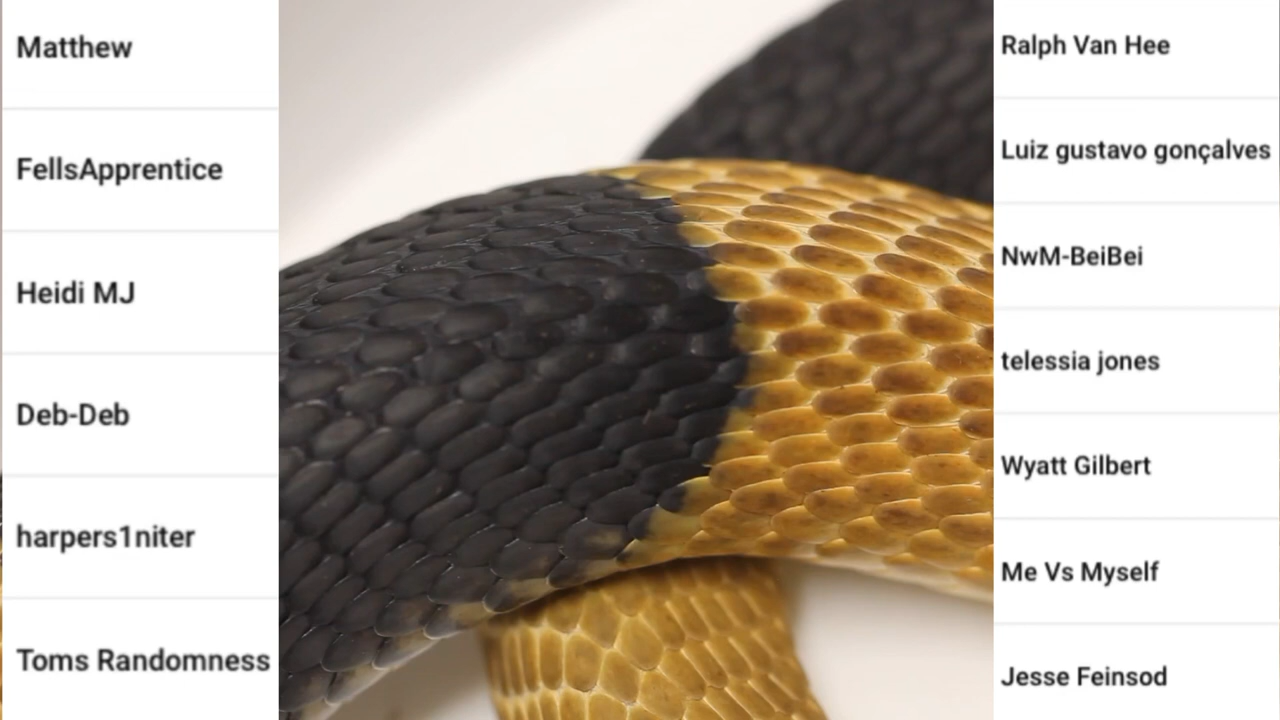 Matthew
FellsApprentice
Heidi MJ
Deb-Deb
harpers1niter
Toms Randomness
Ralph Van Hee
Luiz gustavo gonçalves
NwM-BeiBei
telessia jones
Wyatt Gilbert
Me Vs Myself
Jesse Feinsod